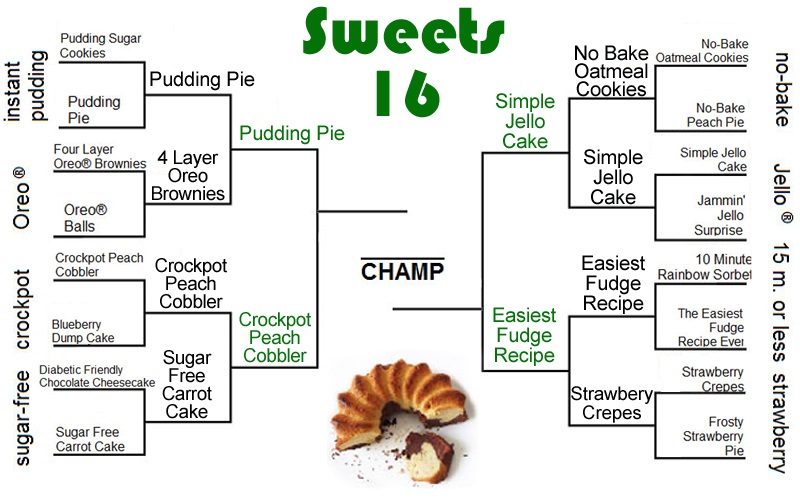 Sweets
16
instant
pudding
Pudding Sugar
Cookies
Pudding
Pie
Pudding Pie
Oreo®
Four Layer
Oreo® Brownies
Oreo®
Balls
4 Layer
Oreo
Brownies
Pudding Pie
crockpot
Crockpot Peach
Cobbler
Blueberry
Dump Cake
Crockpot
Peach
Cobbler
sugar-free
Diabetic Friendly
Chocolate Cheesecake
Sugar Free
Carrot Cake
Sugar
Free
Carrot
Cake
Crockpot
Peach
Cobbler
CHAMP
Simple
Jello
Cake
No Bake
Oatmeal
Cookies
No-Bake
Oatmeal Cookies
No-Bake
Peach Pie
no-bake
Simple
Jello
Cake
Simple Jello
Cake
Jammin'
Jello
Surprise
Jello®
Easiest
Fudge
Recipe
Easiest
Fudge
Recipe
10 Minute
Rainbow Sorbet
The Easiest
Fudge
Recipe Ever
15 m. or less
Strawbery
Crepes
Strawberry
Crepes
Frosty
Strawberry
Pie
strawberry